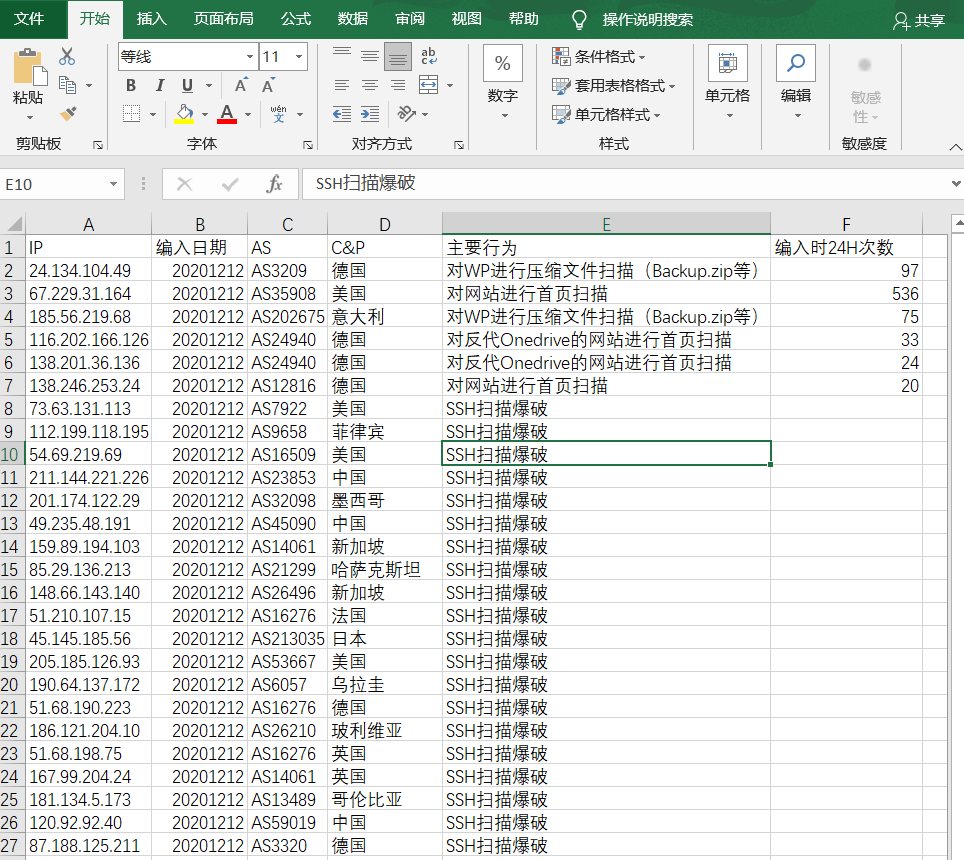 文件 开始 插入 页面布局 公式 数据 审阅 视图 帮助 操作说明搜索 共享
等线 11 ab c 条件格式
% 套用表格格式
粘贴 B I U A A 数字 单元格 编辑 敏感性
A wén 文 单元格样式
剪贴板 字体 对齐方式 样式 敏感度
E10 fx SSH扫描爆破
A B C D E F
1 IP 编入日期 AS C&P 主要行为 编入时24H次数
2 24.134.104.49 20201212 AS3209 德国 对WP进行压缩文件扫描（Backup.zip等） 97
3 67.229.31.164 20201212 AS35908 美国 对网站进行首页扫描 536
4 185.56.219.68 20201212 AS202675 意大利 对WP进行压缩文件扫描（Backup.zip等） 75
5 116.202.166.126 20201212 AS24940 德国 对反代Onedrive的网站进行首页扫描 33
6 138.201.36.136 20201212 AS24940 德国 对反代Onedrive的网站进行首页扫描 24
7 138.246.253.24 20201212 AS12816 德国 对网站进行首页扫描 20
8 73.63.131.113 20201212 AS7922 美国 SSH扫描爆破
9 112.199.118.195 20201212 AS9658 菲律宾 SSH扫描爆破
10 54.69.219.69 20201212 AS16509 美国 SSH扫描爆破
11 211.144.221.226 20201212 AS23853 中国 SSH扫描爆破
12 201.174.122.29 20201212 AS32098 墨西哥 SSH扫描爆破
13 49.235.48.191 20201212 AS45090 中国 SSH扫描爆破
14 159.89.194.103 20201212 AS14061 新加坡 SSH扫描爆破
15 85.29.136.213 20201212 AS21299 哈萨克斯坦 SSH扫描爆破
16 148.66.143.140 20201212 AS26496 新加坡 SSH扫描爆破
17 51.210.107.15 20201212 AS16276 法国 SSH扫描爆破
18 45.145.185.56 20201212 AS213035 日本 SSH扫描爆破
19 205.185.126.93 20201212 AS53667 美国 SSH扫描爆破
20 190.64.137.172 20201212 AS6057 乌拉圭 SSH扫描爆破
21 51.68.190.223 20201212 AS16276 德国 SSH扫描爆破
22 186.121.204.10 20201212 AS26210 玻利维亚 SSH扫描爆破
23 51.68.198.75 20201212 AS16276 英国 SSH扫描爆破
24 167.99.204.24 20201212 AS14061 英国 SSH扫描爆破
25 181.134.5.173 20201212 AS13489 哥伦比亚 SSH扫描爆破
26 120.92.92.40 20201212 AS59019 中国 SSH扫描爆破
27 87.188.125.211 20201212 AS3320 德国 SSH扫描爆破